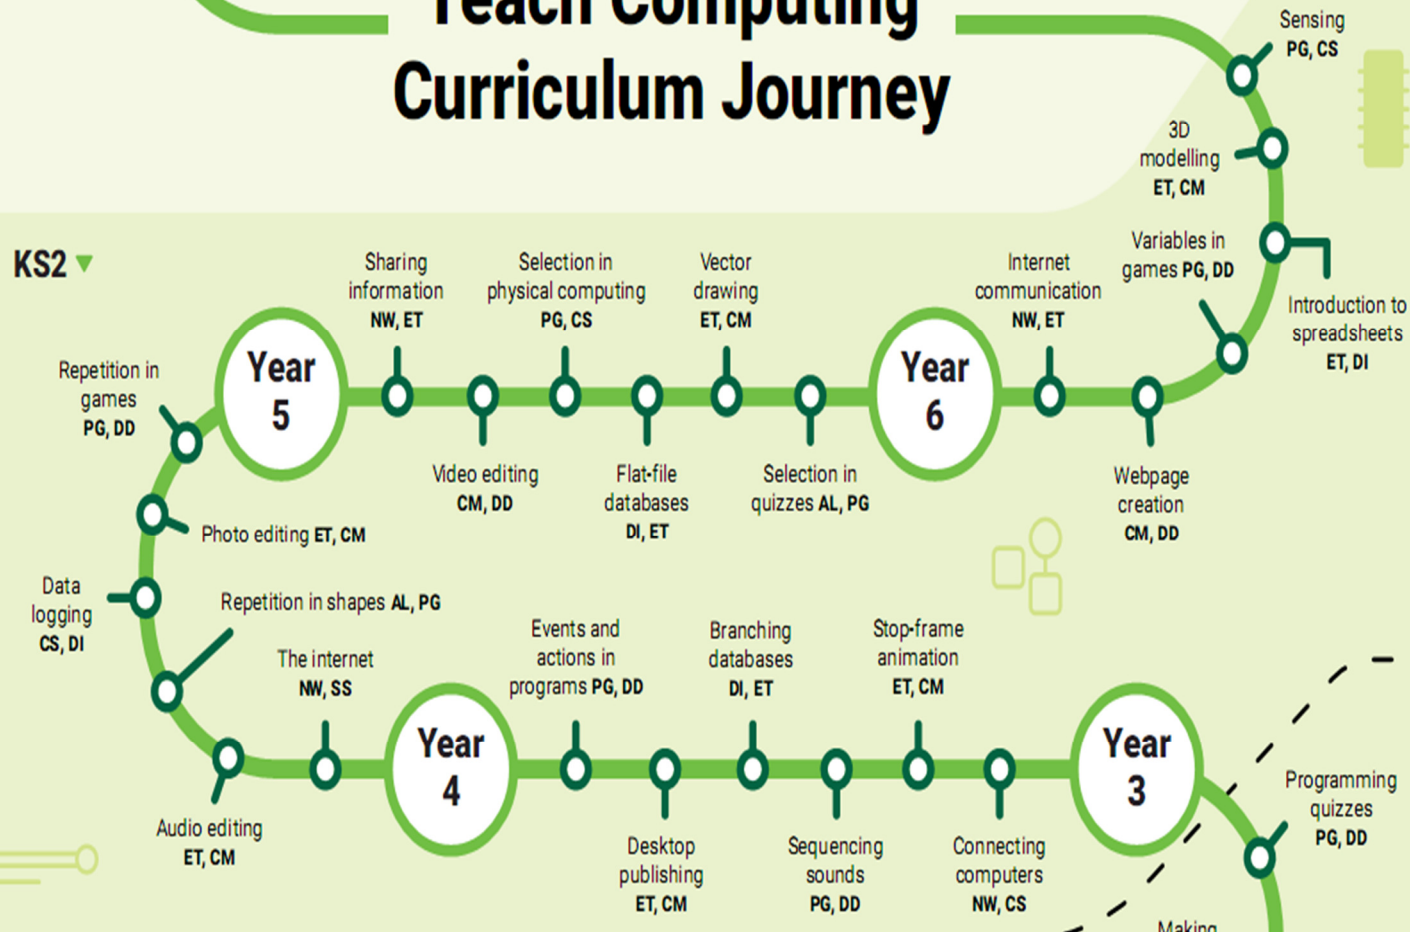 Teach Computing
Curriculum Journey
Sensing
PG, CS
3D
modelling
ET, CM
Variables in
games PG, DD
Introduction to
spreadsheets
ET, DI
KS2
Sharing
information
NW, ET
Selection in
physical computing
PG, CS
Vector
drawing
ET, CM
Internet
communication
NW, ET
Year
5
Year
6
Repetition in
games
PG, DD
Video editing
CM, DD
Flat-file
databases
DI, ET
Selection in
quizzes AL, PG
Webpage
creation
CM, DD
Photo editing ET, CM
Data
logging
CS, DI
Repetition in shapes AL, PG
The internet
NW, SS
Events and
actions in
programs PG, DD
Branching
databases
DI, ET
Stop-frame
animation
ET, CM
Year
4
Year
3
Audio editing
ET, CM
Desktop
publishing
ET, CM
Sequencing
sounds
PG, DD
Connecting
computers
NW, CS
Programming
quizzes
PG, DD
Making